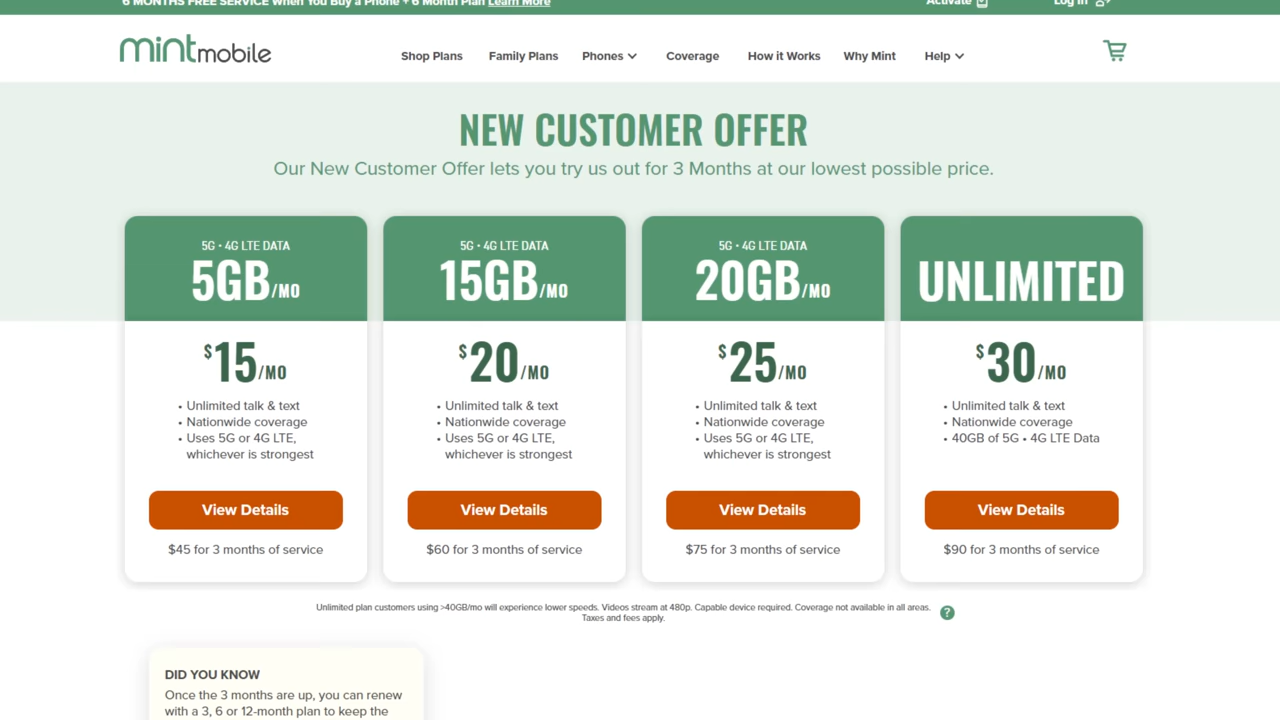 6 MONTHS FREE SERVICE When You Buy a Phone + 6 Month Plan Learn More
Activate
Log In
mintmobile
Shop Plans
Family Plans
Phones
Coverage
How it Works
Why Mint
Help
NEW CUSTOMER OFFER
Our New Customer Offer lets you try us out for 3 Months at our lowest possible price.
5G • 4G LTE DATA
5GB/MO
$15/MO
• Unlimited talk & text
• Nationwide coverage
• Uses 5G or 4G LTE,
whichever is strongest
View Details
$45 for 3 months of service
5G • 4G LTE DATA
15GB/MO
$20/MO
• Unlimited talk & text
• Nationwide coverage
• Uses 5G or 4G LTE,
whichever is strongest
View Details
$60 for 3 months of service
5G • 4G LTE DATA
20GB/MO
$25/MO
• Unlimited talk & text
• Nationwide coverage
• Uses 5G or 4G LTE,
whichever is strongest
View Details
$75 for 3 months of service
UNLIMITED
$30/MO
• Unlimited talk & text
• Nationwide coverage
• 40GB of 5G • 4G LTE Data
View Details
$90 for 3 months of service
Unlimited plan customers using >40GB/mo will experience lower speeds. Videos stream at 480p. Capable device required. Coverage not available in all areas.
Taxes and fees apply.
?
DID YOU KNOW
Once the 3 months are up, you can renew
with a 3, 6 or 12-month plan to keep the